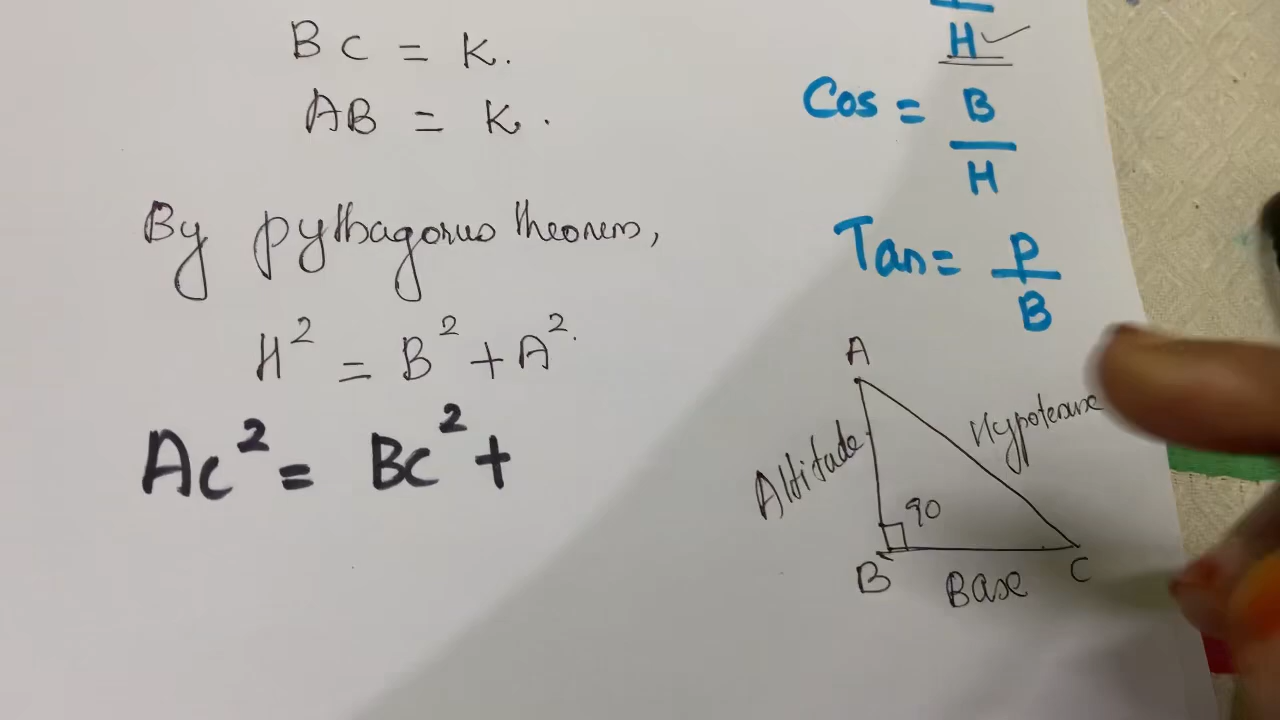 BC = K.
AB = K.
By pythagorus theorem,
H² = B² + A².
AC² = BC² +
H
Cos = B
H
Tan = P
B
A
Altitude
Hypotenuse
90
B
Base
C